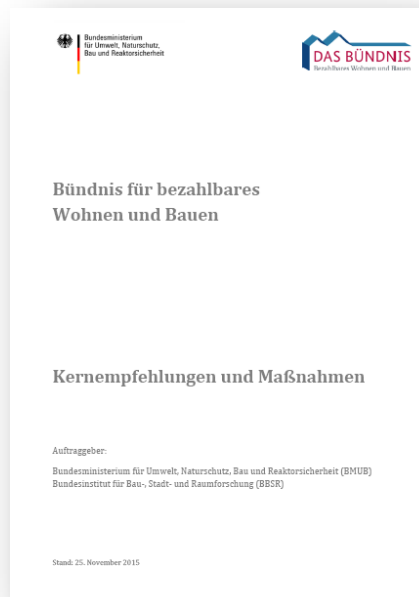 Bundesministerium
für Umwelt, Naturschutz,
Bau und Reaktorsicherheit
DAS BÜNDNIS
Bezahlbares Wohnen und Bauen
Bündnis für bezahlbares
Wohnen und Bauen
Kernempfehlungen und Maßnahmen
Auftraggeber:
Bundesministerium für Umwelt, Naturschutz, Bau und Reaktorsicherheit (BMUB)
Bundesinstitut für Bau-, Stadt- und Raumforschung (BBSR)
Stand: 25. November 2015